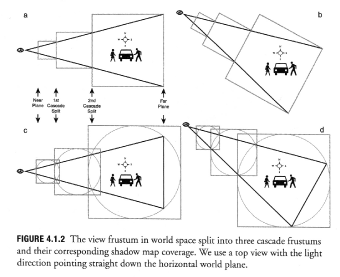 a
b
Near
Plane
1st
Cascade
Split
2nd
Cascade
Split
Far
Plane
c
d
FIGURE 4.1.2 The view frustum in world space split into three cascade frustums
and their corresponding shadow map coverage. We use a top view with the light
direction pointing straight down the horizontal world plane.